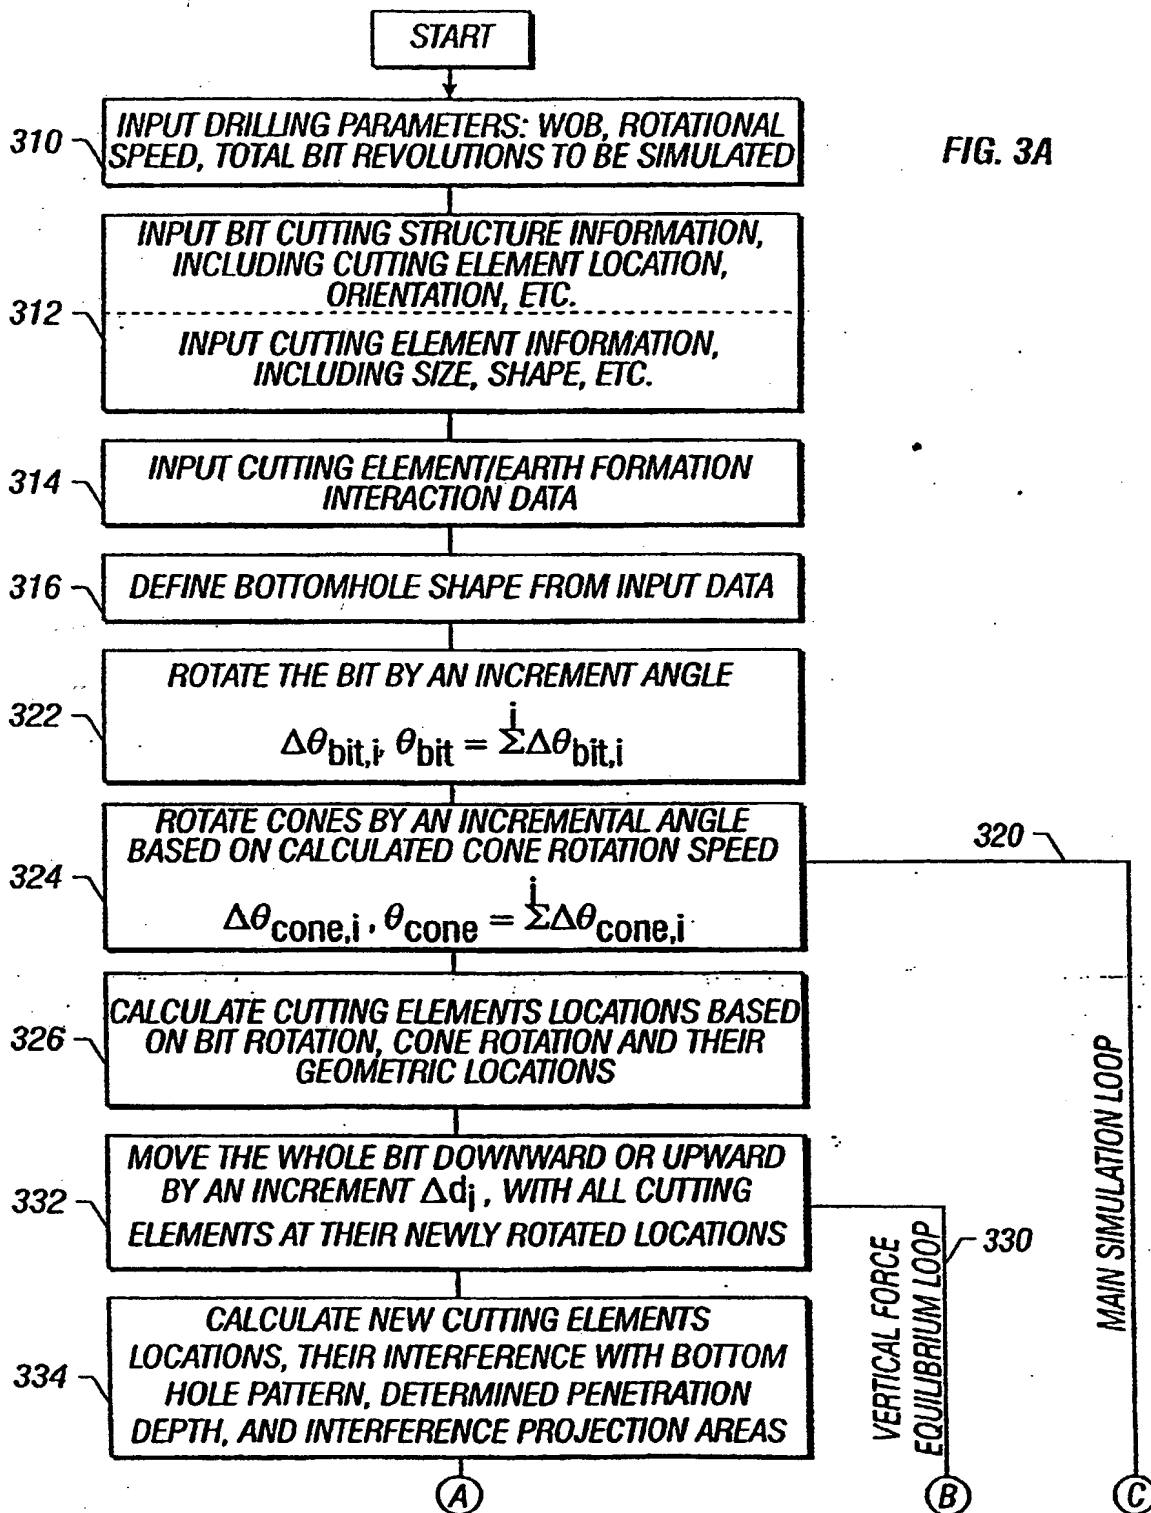 START
310
INPUT DRILLING PARAMETERS: WOB, ROTATIONAL
SPEED, TOTAL BIT REVOLUTIONS TO BE SIMULATED
FIG. 3A
312
INPUT BIT CUTTING STRUCTURE INFORMATION,
INCLUDING CUTTING ELEMENT LOCATION,
ORIENTATION, ETC.
INPUT CUTTING ELEMENT INFORMATION,
INCLUDING SIZE, SHAPE, ETC.
314
INPUT CUTTING ELEMENT/EARTH FORMATION
INTERACTION DATA
316
DEFINE BOTTOMHOLE SHAPE FROM INPUT DATA
322
ROTATE THE BIT BY AN INCREMENT ANGLE
Δθbit,i, θbit = Σ^i Δθbit,i
324
ROTATE CONES BY AN INCREMENTAL ANGLE
BASED ON CALCULATED CONE ROTATION SPEED
Δθcone,i, θcone = Σ^i Δθcone,i
320
326
CALCULATE CUTTING ELEMENTS LOCATIONS BASED
ON BIT ROTATION, CONE ROTATION AND THEIR
GEOMETRIC LOCATIONS
332
MOVE THE WHOLE BIT DOWNWARD OR UPWARD
BY AN INCREMENT Δdi, WITH ALL CUTTING
ELEMENTS AT THEIR NEWLY ROTATED LOCATIONS
330
334
CALCULATE NEW CUTTING ELEMENTS
LOCATIONS, THEIR INTERFERENCE WITH BOTTOM
HOLE PATTERN, DETERMINED PENETRATION
DEPTH, AND INTERFERENCE PROJECTION AREAS
VERTICAL FORCE
EQUILIBRIUM LOOP
MAIN SIMULATION LOOP
A
B
C